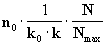 n₀ · 1/(k₀ · k) · N/Nmax